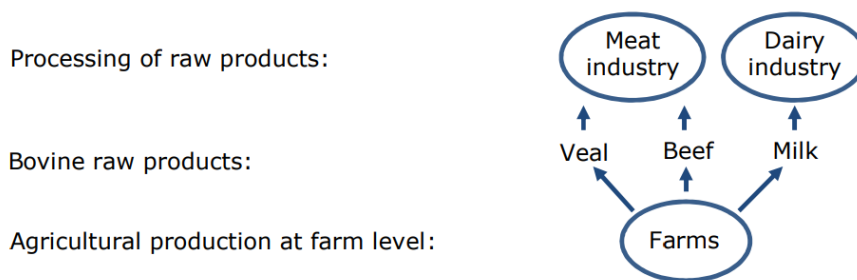 Processing of raw products:
Meat
industry
Dairy
industry
Bovine raw products:
Veal
Beef
Milk
Agricultural production at farm level:
Farms